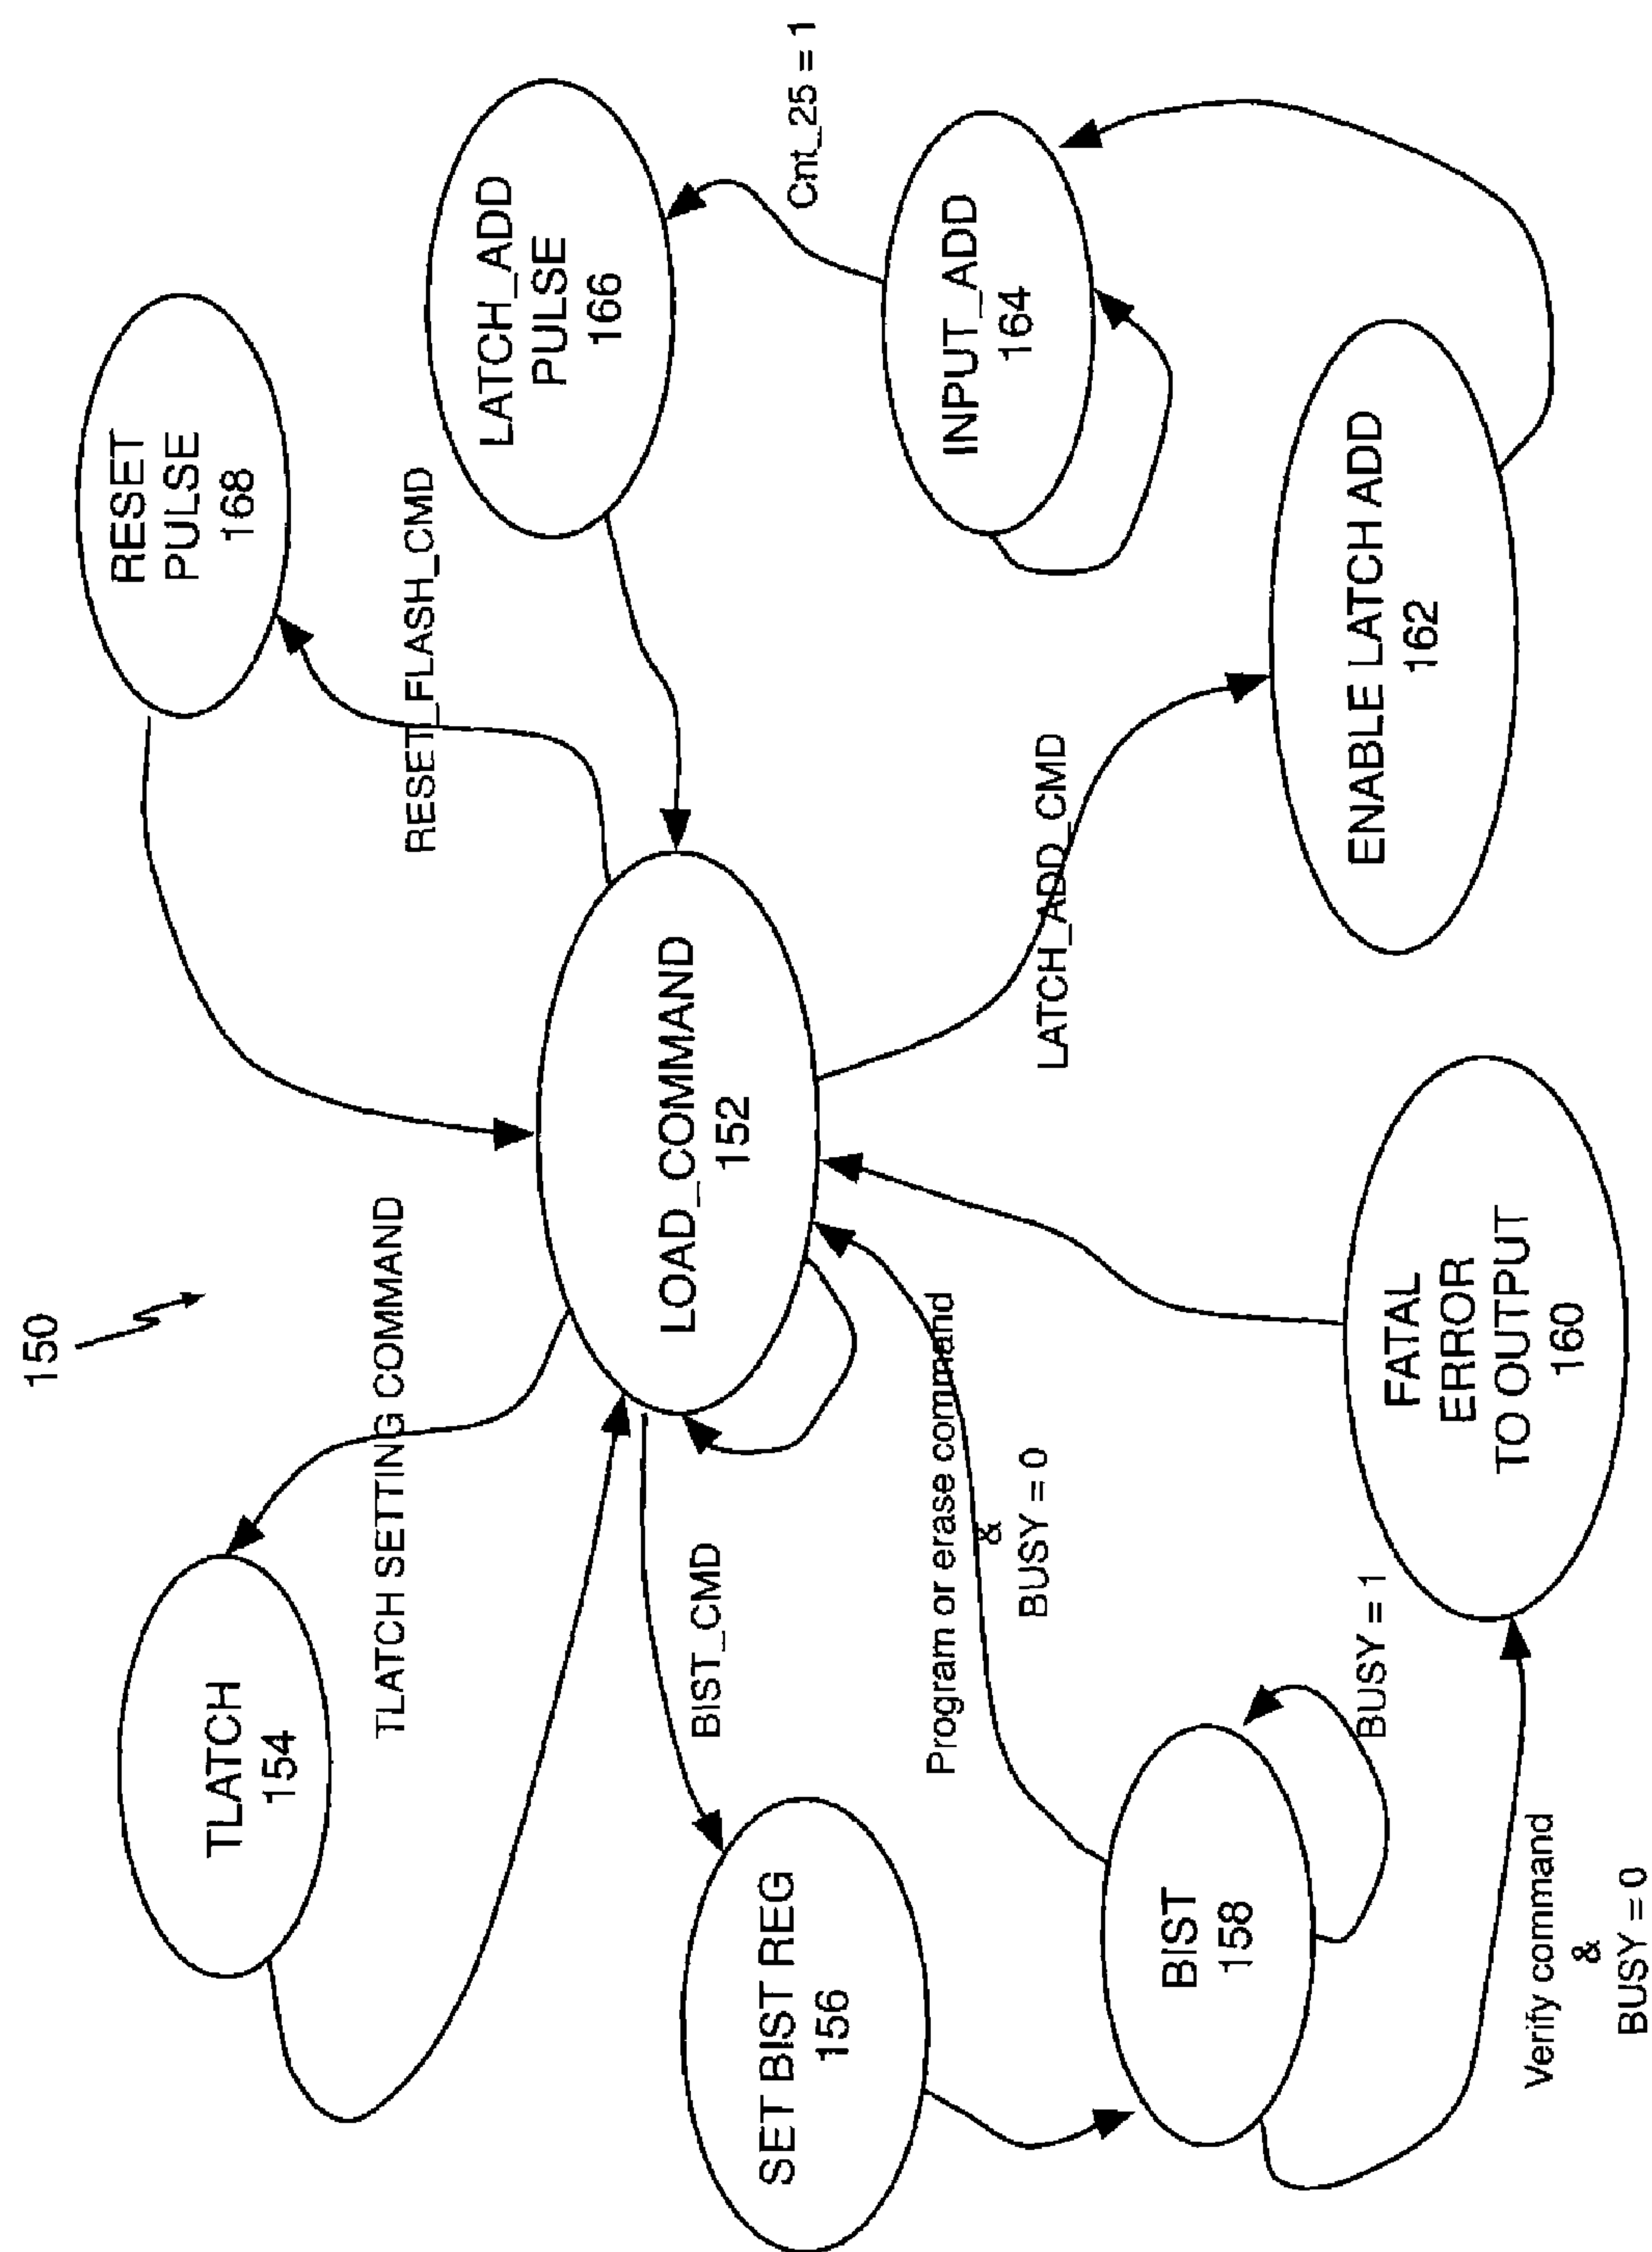 150
TLATCH
154
TLATCH SETTING COMMAND
RESET
PULSE
168
RESET_FLASH_CMD
LATCH_ADD
PULSE
166
Cnt_25 = 1
LOAD_COMMAND
152
SET BIST REG
156
BIST_CMD
Program or erase command
&
BUSY = 0
LATCH_ADD_CMD
INPUT_ADD
164
BIST
158
BUSY = 1
FATAL
ERROR
TO OUTPUT
160
ENABLE LATCH ADD
162
Verify command
&
BUSY = 0